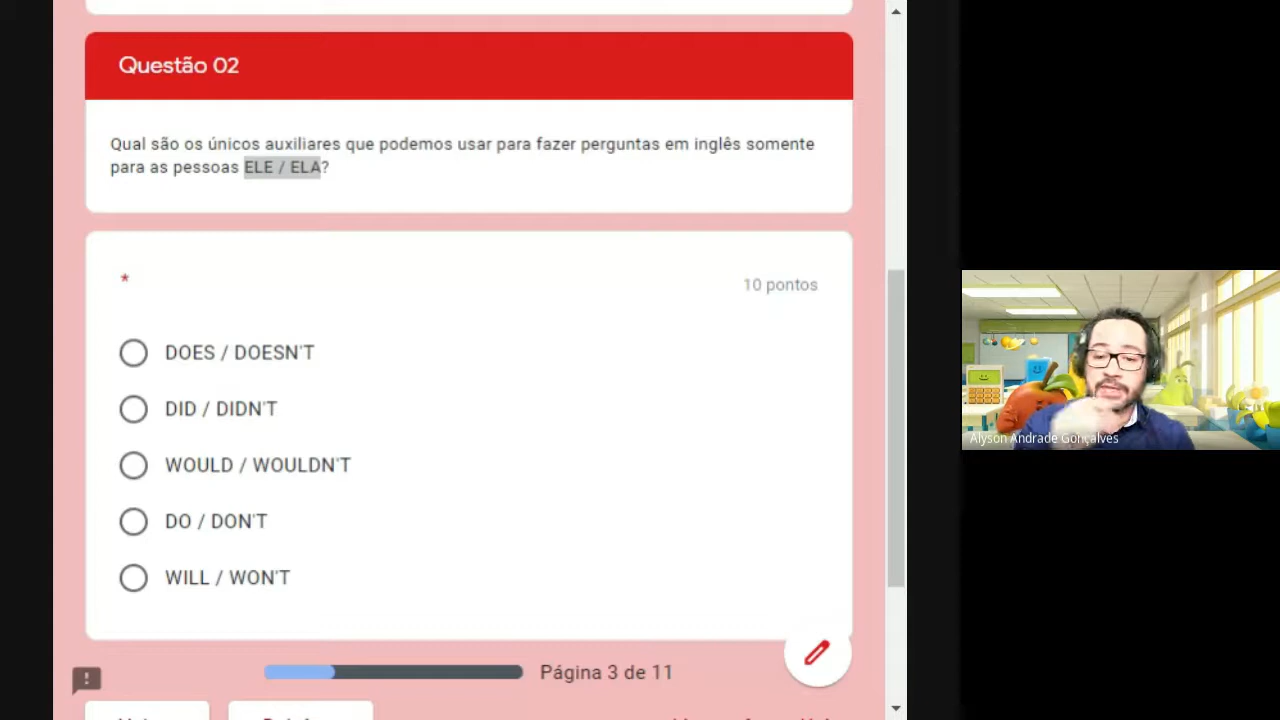 Questão 02
Qual são os únicos auxiliares que podemos usar para fazer perguntas em inglês somente
para as pessoas ELE / ELA?
*
10 pontos
DOES / DOESN'T
DID / DIDN'T
WOULD / WOULDN'T
DO / DON'T
WILL / WON'T
Página 3 de 11
Alyson Andrade Gonçalves